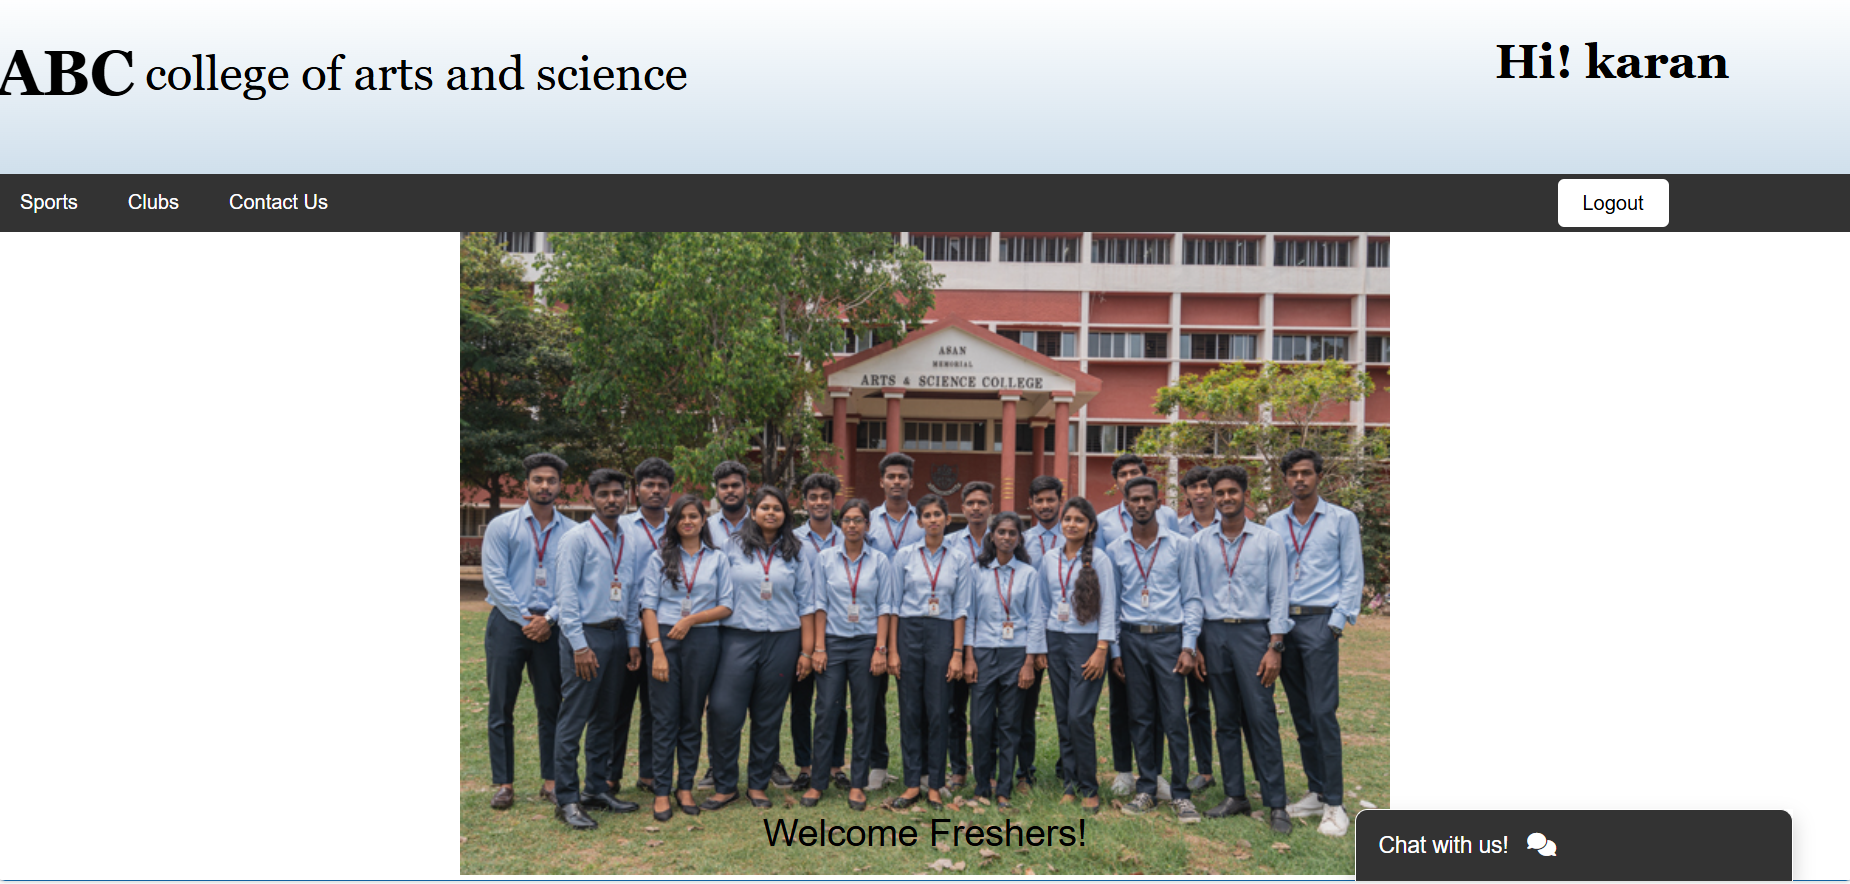 ABC college of arts and science
Hi! karan
Sports
Clubs
Contact Us
Logout
ASAN
MEMORIAL
ARTS & SCIENCE COLLEGE
Welcome Freshers!
Chat with us!